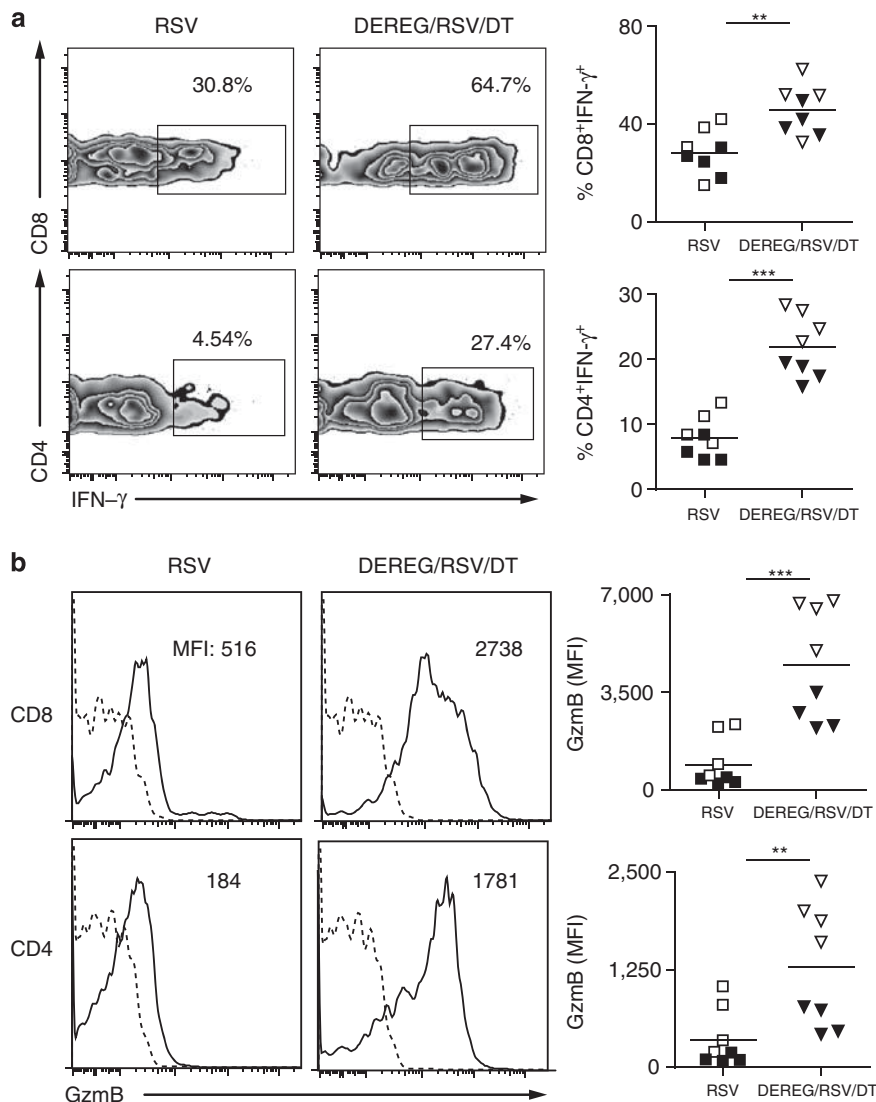 a
RSV
DEREG/RSV/DT
30.8%
64.7%
CD8
80
40
0
% CD8⁺IFN-γ⁺
**
RSV
DEREG/RSV/DT
4.54%
27.4%
CD4
IFN–γ
30
20
10
0
% CD4⁺IFN-γ⁺
***
RSV
DEREG/RSV/DT
b
RSV
DEREG/RSV/DT
CD8
MFI: 516
2738
7,000
3,500
0
GzmB (MFI)
***
RSV
DEREG/RSV/DT
CD4
184
1781
GzmB
2,500
1,250
0
GzmB (MFI)
**
RSV
DEREG/RSV/DT